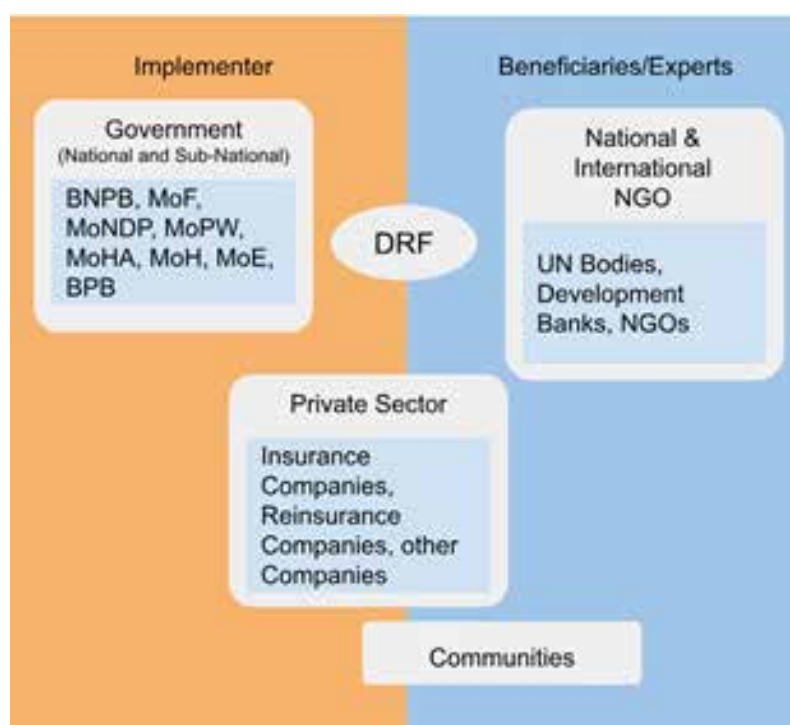 Implementer
Beneficiaries/Experts
Government
(National and Sub-National)
BNPB, MoF,
MoNDP, MoPW,
MoHA, MoH, MoE,
BPB
DRF
National &
International
NGO
UN Bodies,
Development
Banks, NGOs
Private Sector
Insurance
Companies,
Reinsurance
Companies, other
Companies
Communities